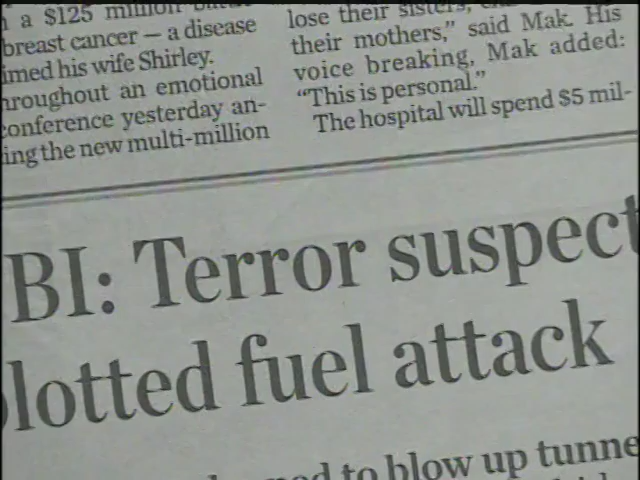 a $125 million
breast cancer — a disease
imed his wife Shirley.
hroughout an emotional
conference yesterday an-
ing the new multi-million
lose their sisters,
their mothers," said Mak. His
voice breaking, Mak added:
"This is personal."
The hospital will spend $5 mil-
BI: Terror suspect
lotted fuel attack
to blow up tunne